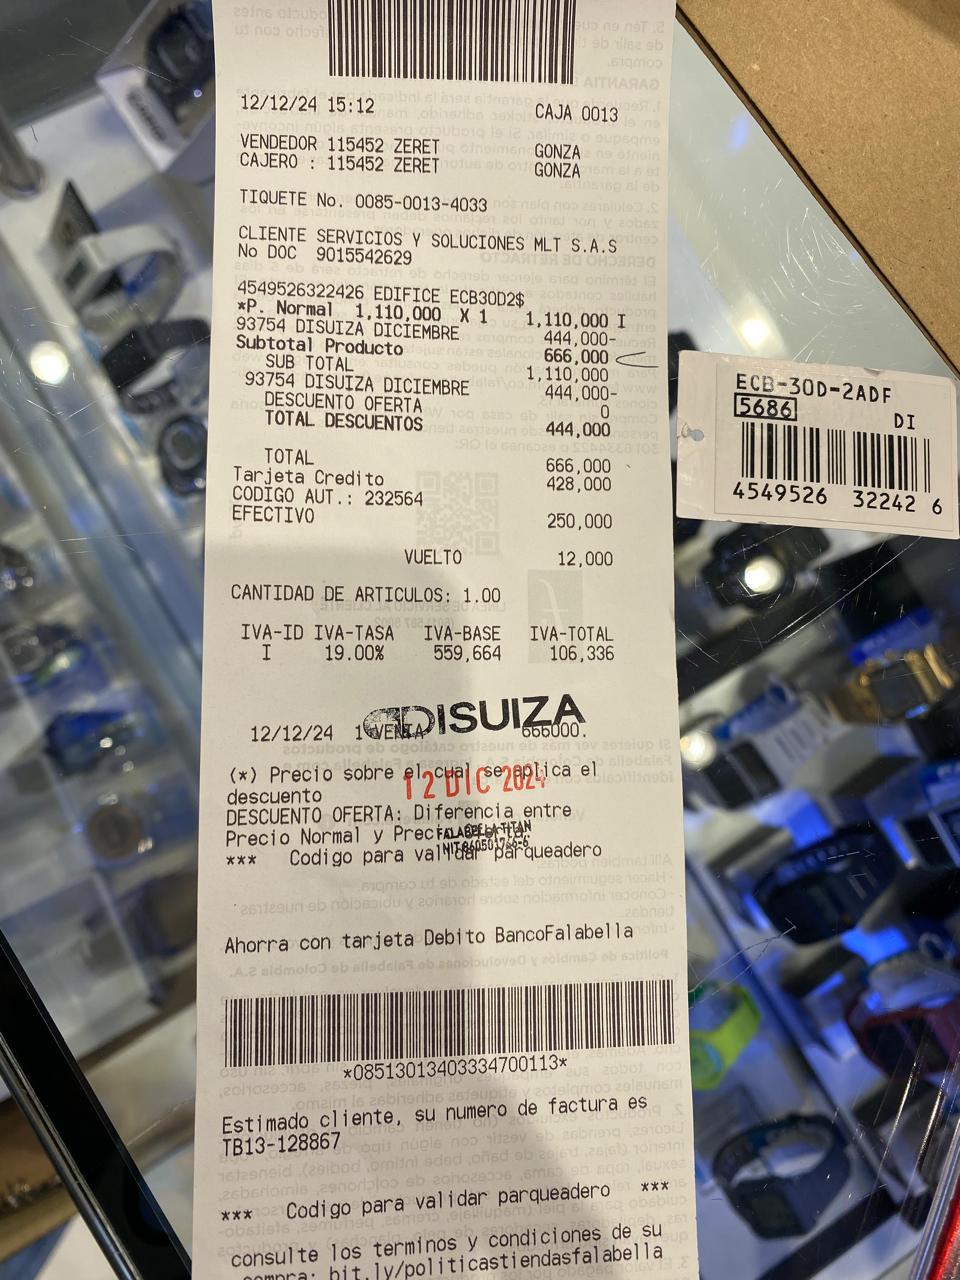 12/12/24 15:12 CAJA 0013
VENDEDOR 115452 ZERET GONZA
CAJERO : 115452 ZERET GONZA
TIQUETE No. 0085-0013-4033
CLIENTE SERVICIOS Y SOLUCIONES MLT S.A.S
No DOC 9015542629
4549526322426 EDIFICE ECB30D2$
*P. Normal 1,110,000 X 1 1,110,000 I
93754 DISUIZA DICIEMBRE 444,000-
Subtotal Producto 666,000
SUB TOTAL 1,110,000
93754 DISUIZA DICIEMBRE 444,000-
DESCUENTO OFERTA 0
TOTAL DESCUENTOS 444,000
TOTAL 666,000
Tarjeta Credito 428,000
CODIGO AUT.: 232564
EFECTIVO 250,000
VUELTO 12,000
CANTIDAD DE ARTICULOS: 1.00
IVA-ID IVA-TASA IVA-BASE IVA-TOTAL
I 19.00% 559,664 106,336
DISUIZA
12/12/24 1 VENTA 666000.
(*) Precio sobre el cual se aplica el
12 DIC 2024
descuento
DESCUENTO OFERTA: Diferencia entre
Precio Normal y
FALABELLA TITAN
NIT 860501766-6
*** Codigo para validar parqueadero
Ahorra con tarjeta Debito BancoFalabella
*08513013403334700113*
Estimado cliente, su numero de factura es
TB13-128867
*** Codigo para validar parqueadero ***
consulte los terminos y condiciones de su
compra: bit.ly/politicastiendasfalabella
ECB-30D-2ADF
5686 DI
4549526 32242 6